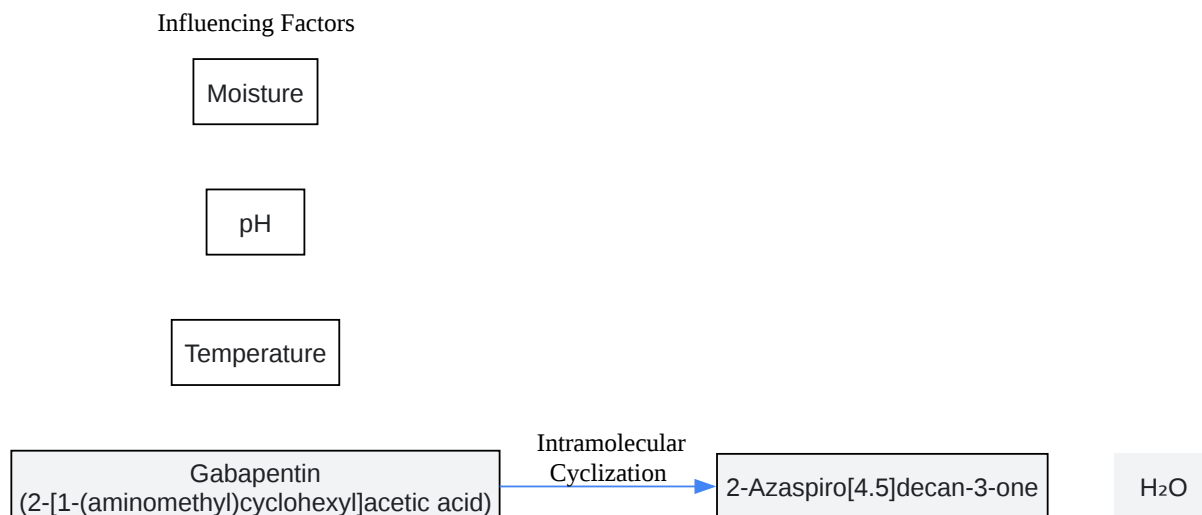 Influencing Factors
Moisture
pH
Temperature
Intramolecular
Cyclization
Gabapentin
(2-[1-(aminomethyl)cyclohexyl]acetic acid)
2-Azaspiro[4.5]decan-3-one
H₂O